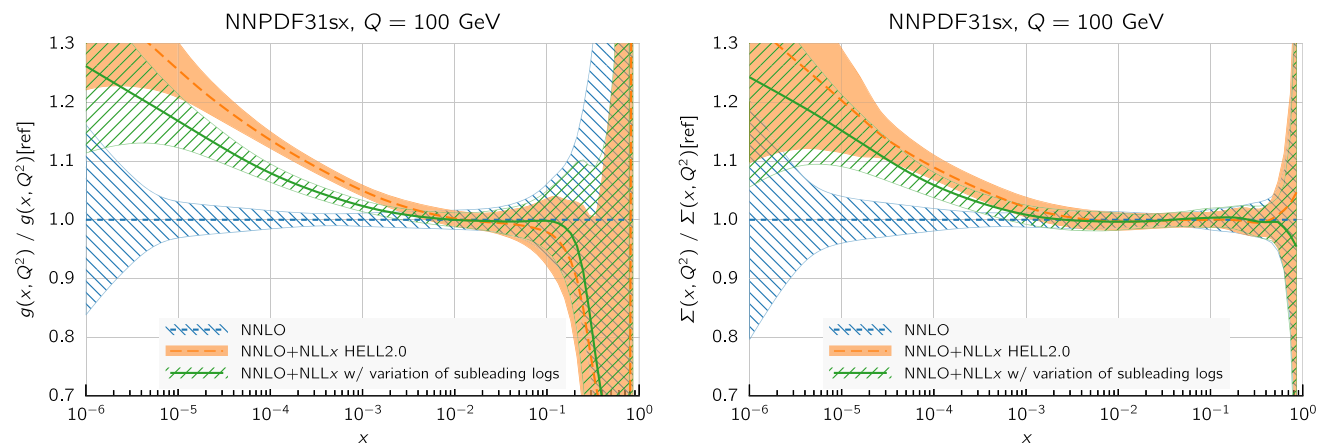 NNPDF31sx, Q = 100 GeV
g(x, Q²) / g(x, Q²)[ref]
1.3
1.2
1.1
1.0
0.9
0.8
0.7
NNLO
NNLO+NLLx HELL2.0
NNLO+NLLx w/ variation of subleading logs
10⁻⁶ 10⁻⁵ 10⁻⁴ 10⁻³ 10⁻² 10⁻¹ 10⁰
x
NNPDF31sx, Q = 100 GeV
Σ(x, Q²) / Σ(x, Q²)[ref]
1.3
1.2
1.1
1.0
0.9
0.8
0.7
NNLO
NNLO+NLLx HELL2.0
NNLO+NLLx w/ variation of subleading logs
10⁻⁶ 10⁻⁵ 10⁻⁴ 10⁻³ 10⁻² 10⁻¹ 10⁰
x